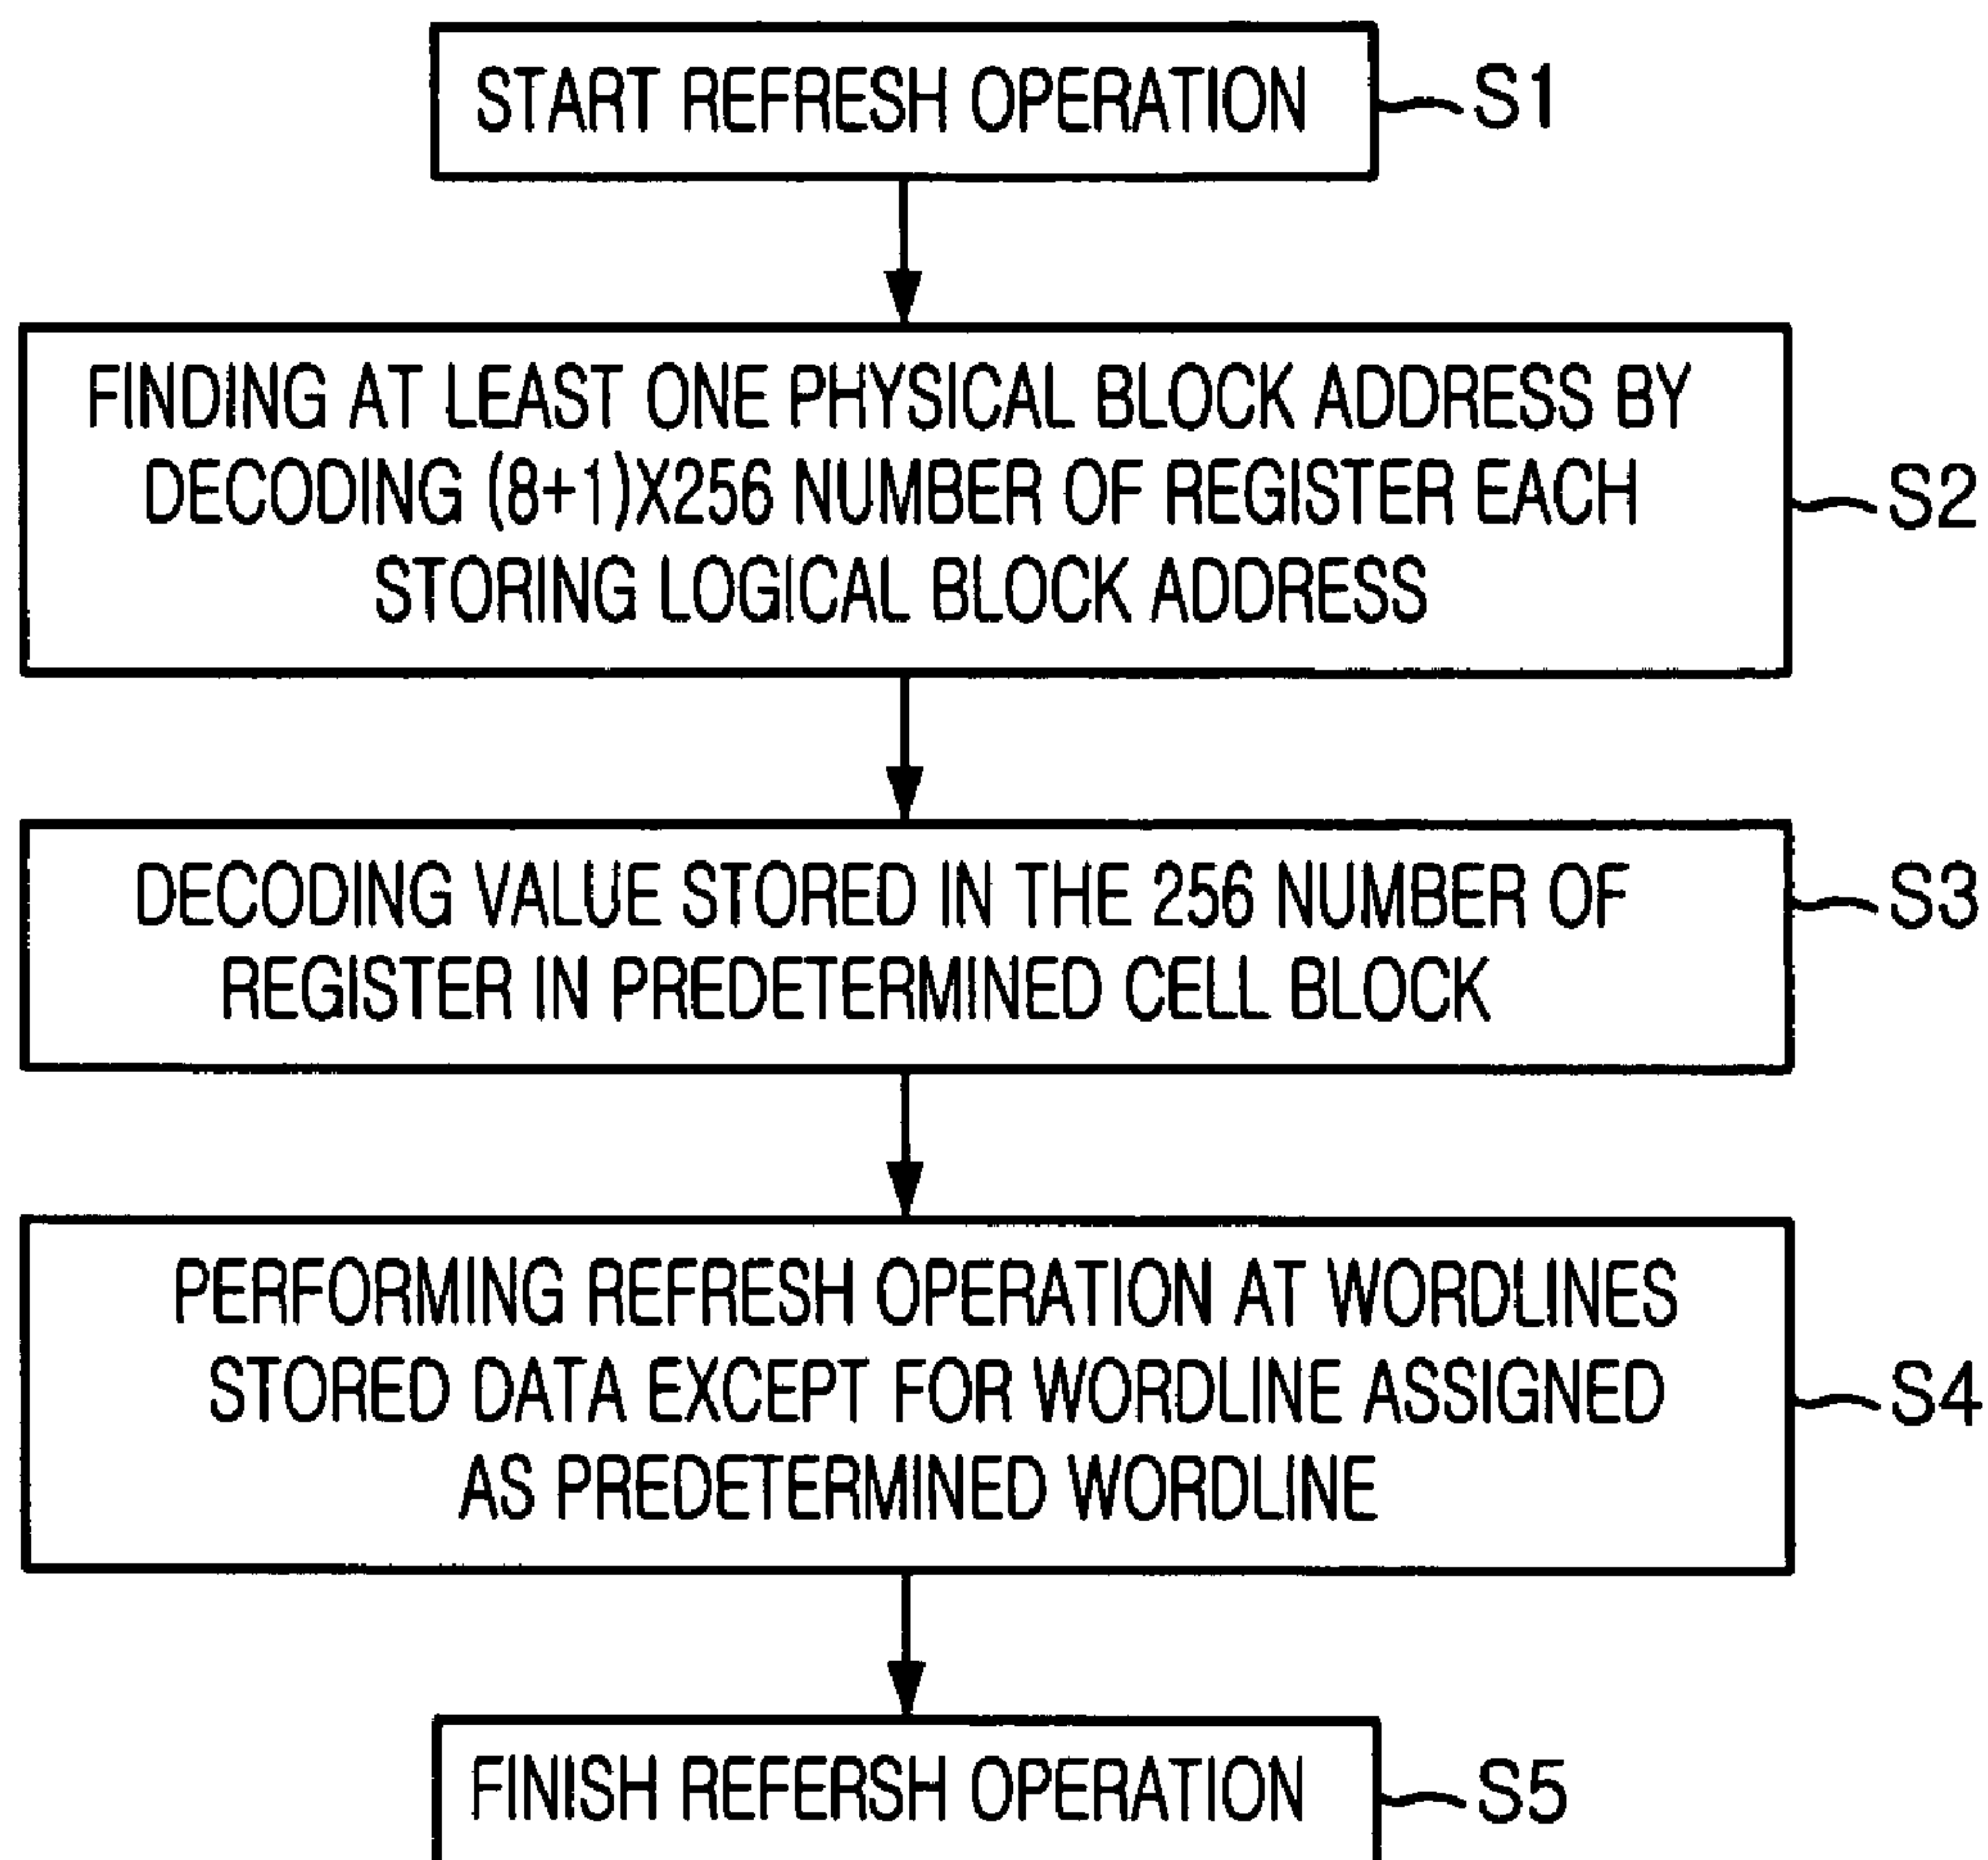 START REFRESH OPERATION
S1
FINDING AT LEAST ONE PHYSICAL BLOCK ADDRESS BY
DECODING (8+1)X256 NUMBER OF REGISTER EACH
STORING LOGICAL BLOCK ADDRESS
S2
DECODING VALUE STORED IN THE 256 NUMBER OF
REGISTER IN PREDETERMINED CELL BLOCK
S3
PERFORMING REFRESH OPERATION AT WORDLINES
STORED DATA EXCEPT FOR WORDLINE ASSIGNED
AS PREDETERMINED WORDLINE
S4
FINISH REFERSH OPERATION
S5